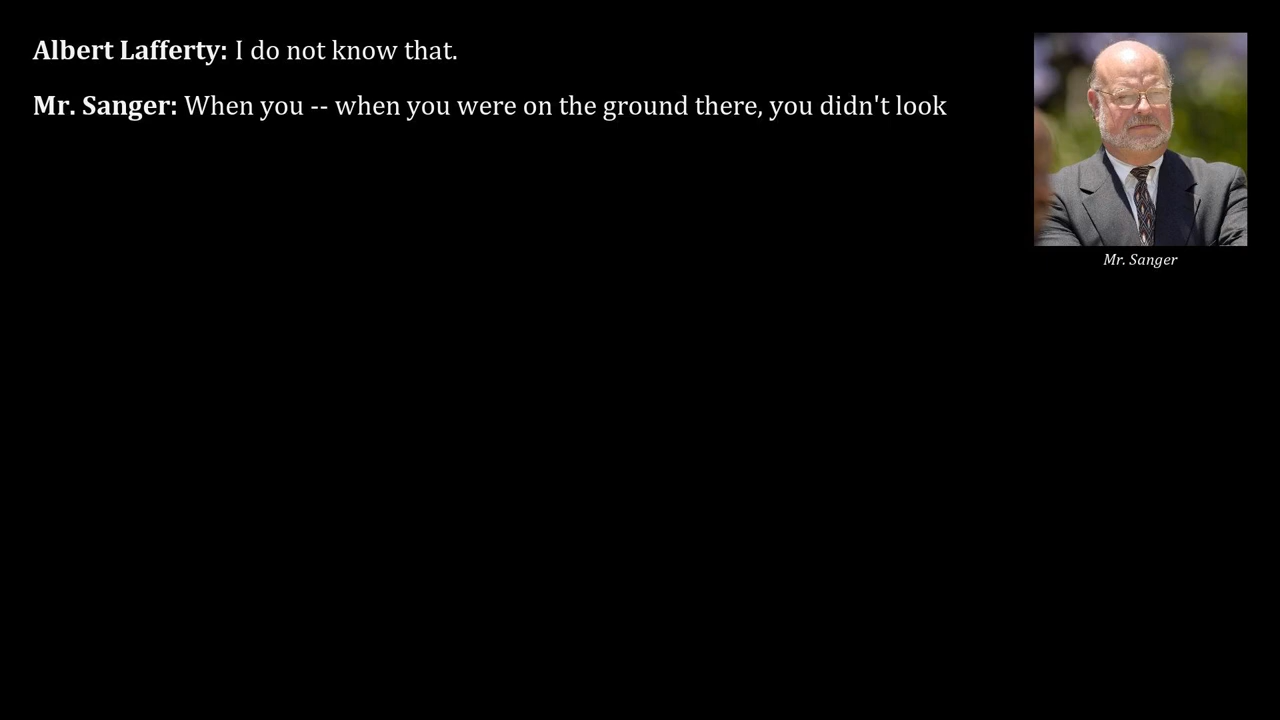 Albert Lafferty: I do not know that.
Mr. Sanger: When you -- when you were on the ground there, you didn't look
Mr. Sanger